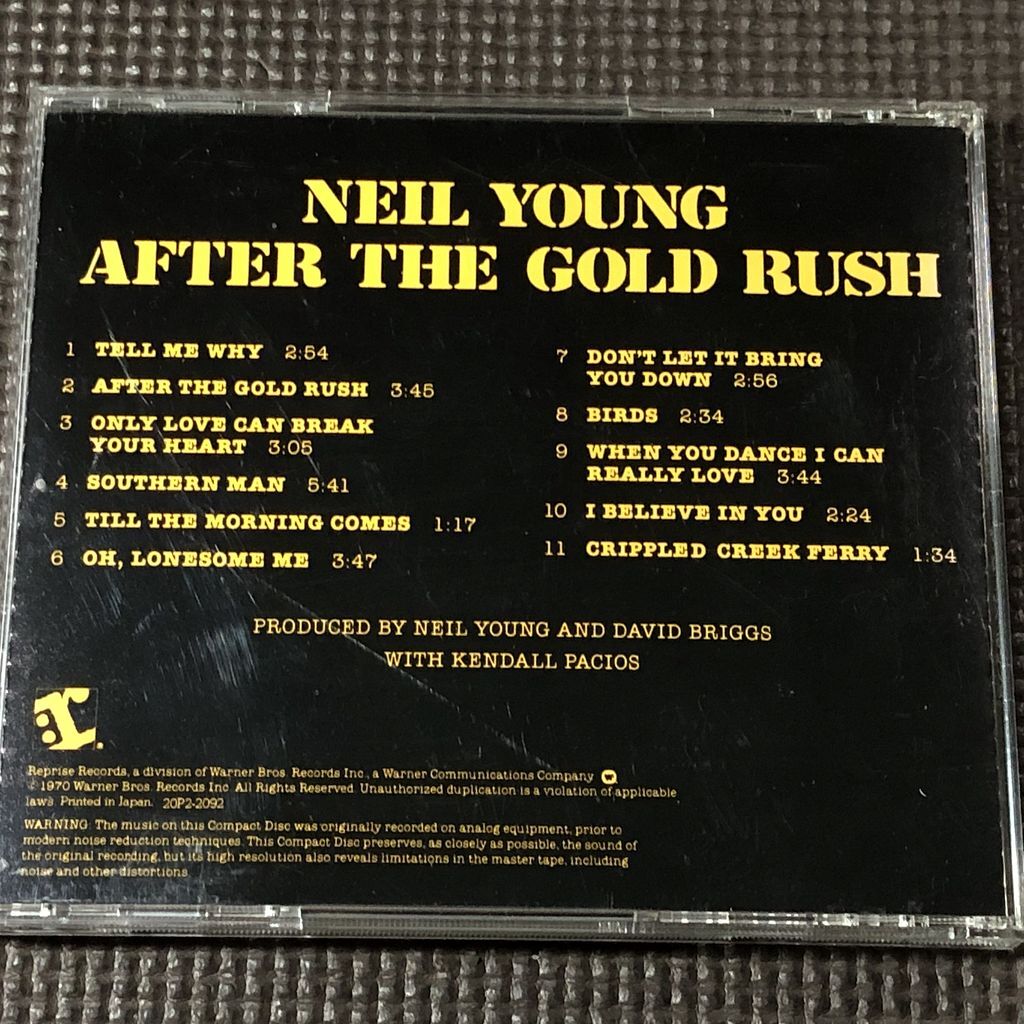 NEIL YOUNG
AFTER THE GOLD RUSH
1 TELL ME WHY 2:54
2 AFTER THE GOLD RUSH 3:45
3 ONLY LOVE CAN BREAK
YOUR HEART 3:05
4 SOUTHERN MAN 5:41
5 TILL THE MORNING COMES 1:17
6 OH, LONESOME ME 3:47
7 DON'T LET IT BRING
YOU DOWN 2:56
8 BIRDS 2:34
9 WHEN YOU DANCE I CAN
REALLY LOVE 3:44
10 I BELIEVE IN YOU 2:24
11 CRIPPLED CREEK FERRY 1:34
PRODUCED BY NEIL YOUNG AND DAVID BRIGGS
WITH KENDALL PACIOS
:r.
Reprise Records, a division of Warner Bros. Records Inc., a Warner Communications Company
© 1970 Warner Bros. Records Inc. All Rights Reserved. Unauthorized duplication is a violation of applicable
laws. Printed in Japan. 20P2-2092
WARNING: The music on this Compact Disc was originally recorded on analog equipment, prior to
modern noise reduction techniques. This Compact Disc preserves, as closely as possible, the sound of
the original recording, but its high resolution also reveals limitations in the master tape, including
noise and other distortions.